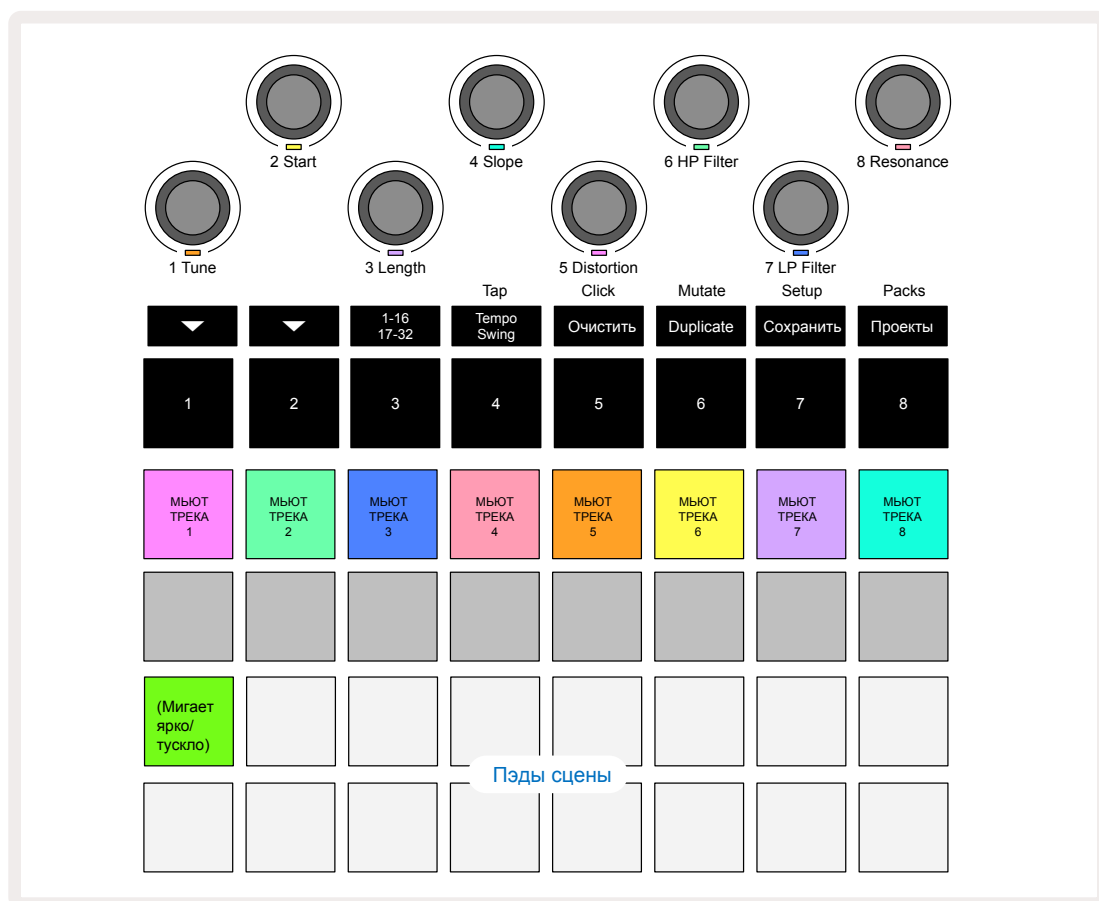 2 Start
4 Slope
6 HP Filter
8 Resonance
1 Tune
3 Length
5 Distortion
7 LP Filter
Tap
Click
Mutate
Setup
Packs
1-16
17-32
Tempo
Swing
Очистить
Duplicate
Сохранить
Проекты
1
2
3
4
5
6
7
8
МЬЮТ
ТРЕКА
1
МЬЮТ
ТРЕКА
2
МЬЮТ
ТРЕКА
3
МЬЮТ
ТРЕКА
4
МЬЮТ
ТРЕКА
5
МЬЮТ
ТРЕКА
6
МЬЮТ
ТРЕКА
7
МЬЮТ
ТРЕКА
8
(Мигает
ярко/
тускло)
Пэды сцены